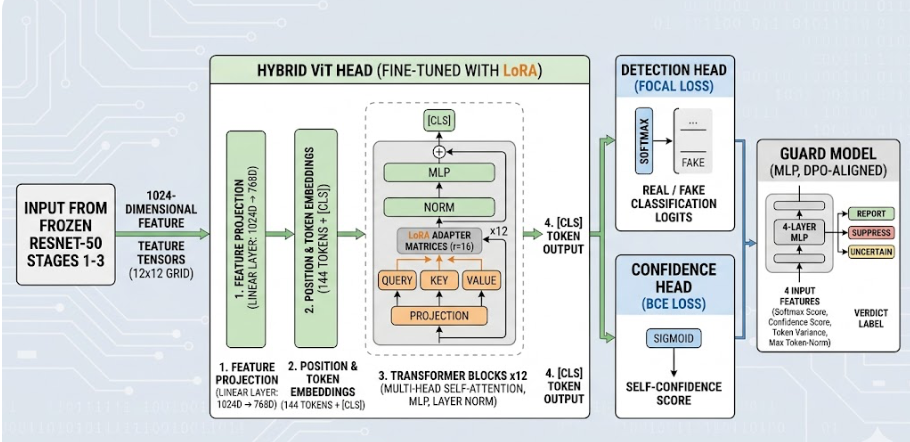 HYBRID ViT HEAD (FINE-TUNED WITH LoRA)
INPUT FROM
FROZEN
RESNET-50
STAGES 1-3
1024-
DIMENSIONAL
FEATURE
TEATURE
TENSORS
(12x12 GRID)
1. FEATURE PROJECTION
(LINEAR LAYER: 1024D → 768D)
2. POSITION & TOKEN EMBEDDINGS
(144 TOKENS + [CLS])
[CLS]
+
MLP
NORM
LoRA ADAPTER
MATRICES (r=16)
x12
QUERY
KEY
VALUE
PROJECTION
1. FEATURE
PROJECTION
(LINEAR LAYER:
1024D → 768D)
2. POSITION &
TOKEN
EMBEDDINGS
(144 TOKENS + [CLS])
3. TRANSFORMER BLOCKS x12
(MULTI-HEAD SELF-ATTENTION,
MLP, LAYER NORM)
4. [CLS]
TOKEN
OUTPUT
4. [CLS]
TOKEN
OUTPUT
DETECTION HEAD
(FOCAL LOSS)
SOFTMAX
...
FAKE
REAL / FAKE
CLASSIFICATION
LOGITS
CONFIDENCE
HEAD
(BCE LOSS)
SIGMOID
SELF-CONFIDENCE
SCORE
GUARD MODEL
(MLP, DPO-ALIGNED)
4-LAYER
MLP
REPORT
SUPPRESS
UNCERTAIN
4 INPUT
FEATURES
(Softmax Score,
Confidence Score,
Token Variance,
Max Token-Norm)
VERDICT
LABEL